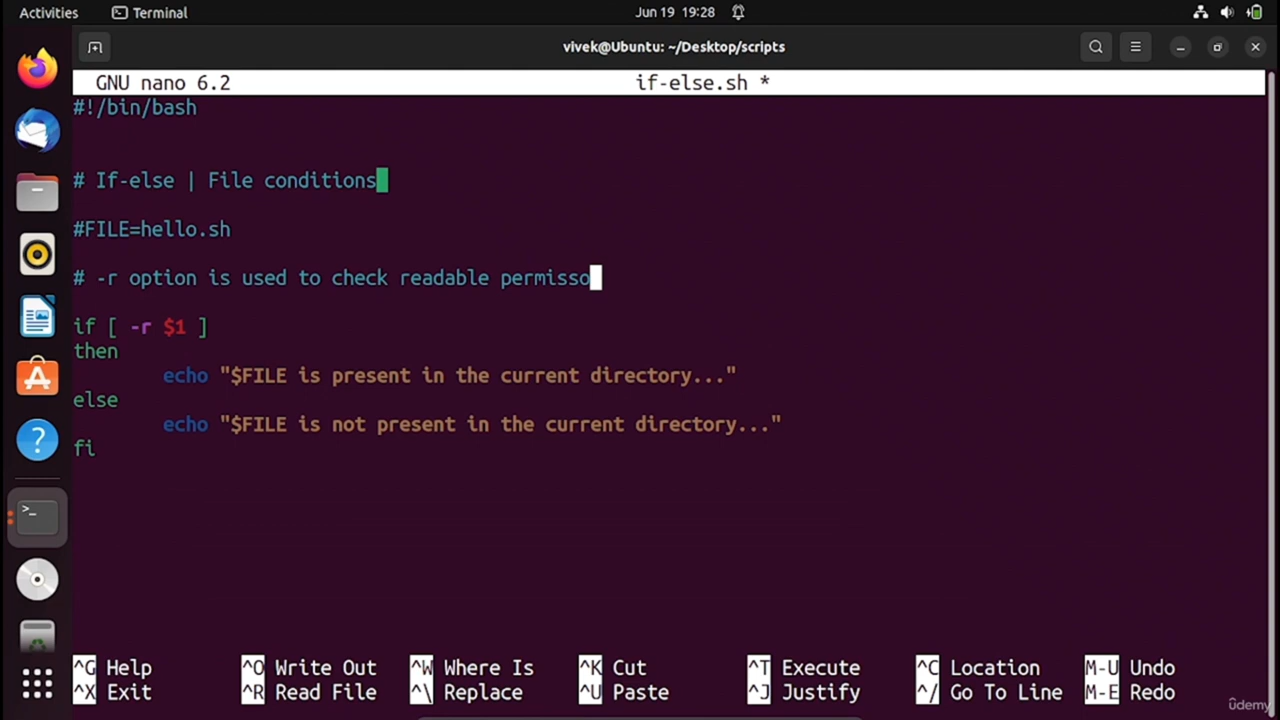 Activities Terminal Jun 19 19:28
vivek@Ubuntu: ~/Desktop/scripts
GNU nano 6.2 if-else.sh *
#!/bin/bash
# If-else | File conditions
#FILE=hello.sh
# -r option is used to check readable permisso
if [ -r $1 ]
then
echo "$FILE is present in the current directory..."
else
echo "$FILE is not present in the current directory..."
fi
^G Help ^O Write Out ^W Where Is ^K Cut ^T Execute ^C Location M-U Undo
^X Exit ^R Read File ^\ Replace ^U Paste ^J Justify ^/ Go To Line M-E Redo
udemy